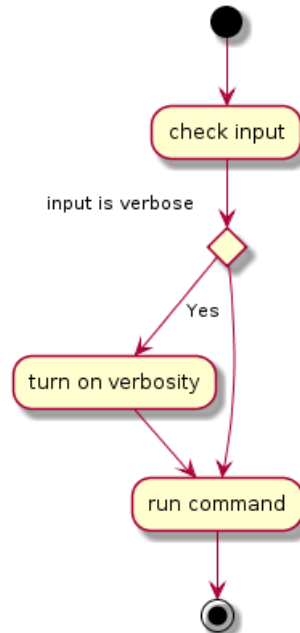 check input
input is verbose
Yes
turn on verbosity
run command